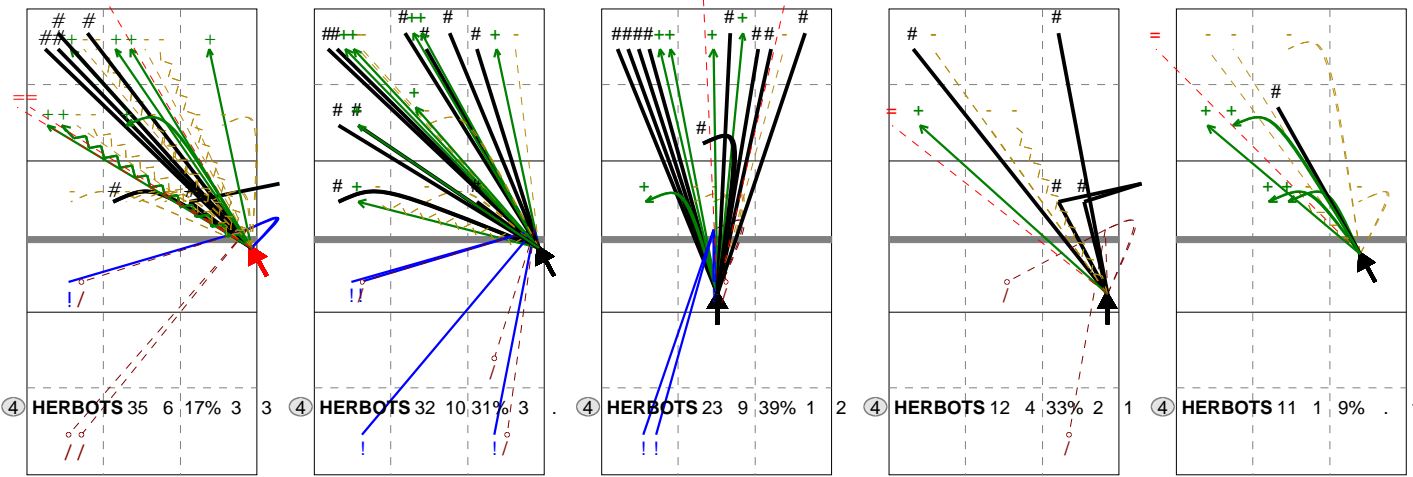 4 HERBOTS 35 6 17% 3 3
4 HERBOTS 32 10 31% 3 .
4 HERBOTS 23 9 39% 1 2
4 HERBOTS 12 4 33% 2 1
4 HERBOTS 11 1 9% .